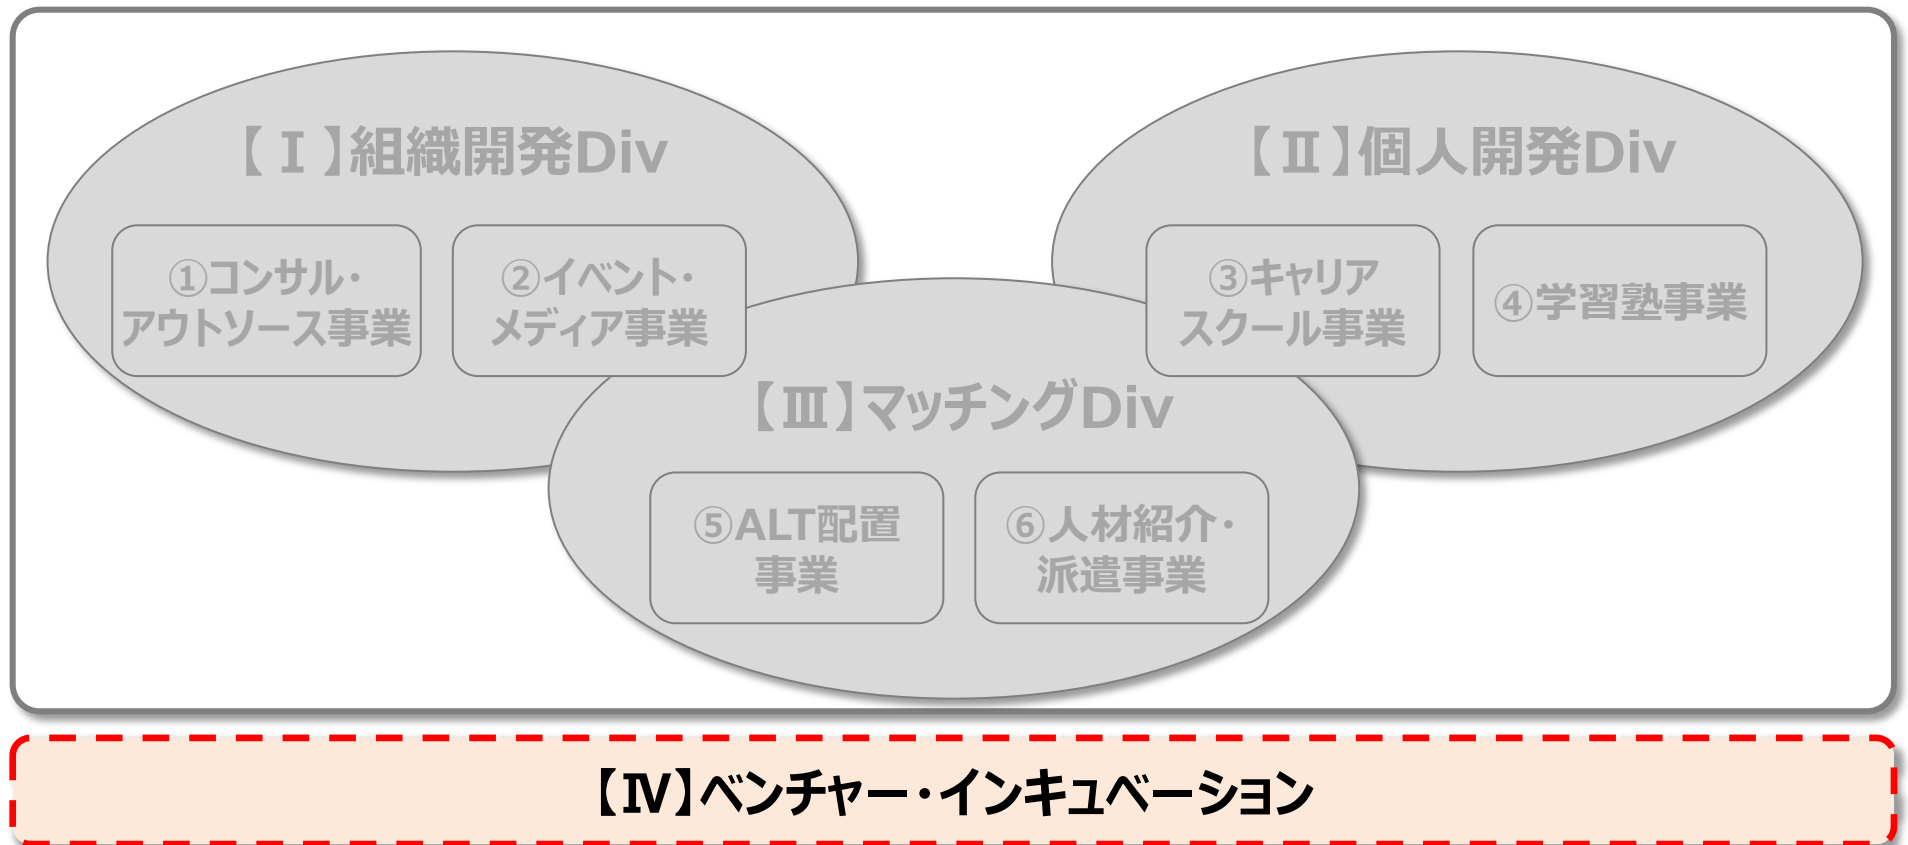 【Ⅰ】組織開発Div
①コンサル・
アウトソース事業
②イベント・
メディア事業
【Ⅱ】個人開発Div
③キャリア
スクール事業
④学習塾事業
【Ⅲ】マッチングDiv
⑤ALT配置
事業
⑥人材紹介・
派遣事業
【Ⅳ】ベンチャー・インキュベーション